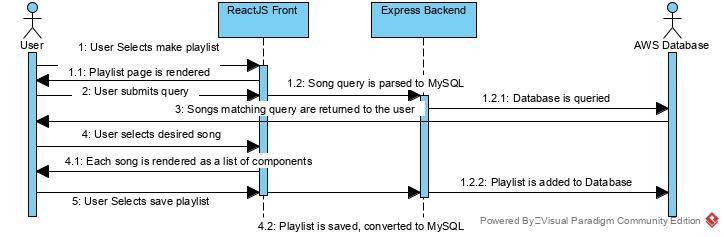 ReactJS Front
Express Backend
User
AWS Database
1: User Selects make playlist
1.1: Playlist page is rendered
1.2: Song query is parsed to MySQL
2: User submits query
1.2.1: Database is queried
3: Songs matching query are returned to the user
4: User selects desired song
4.1: Each song is rendered as a list of components
1.2.2: Playlist is added to Database
5: User Selects save playlist
4.2: Playlist is saved, converted to MySQL
Powered By Visual Paradigm Community Edition